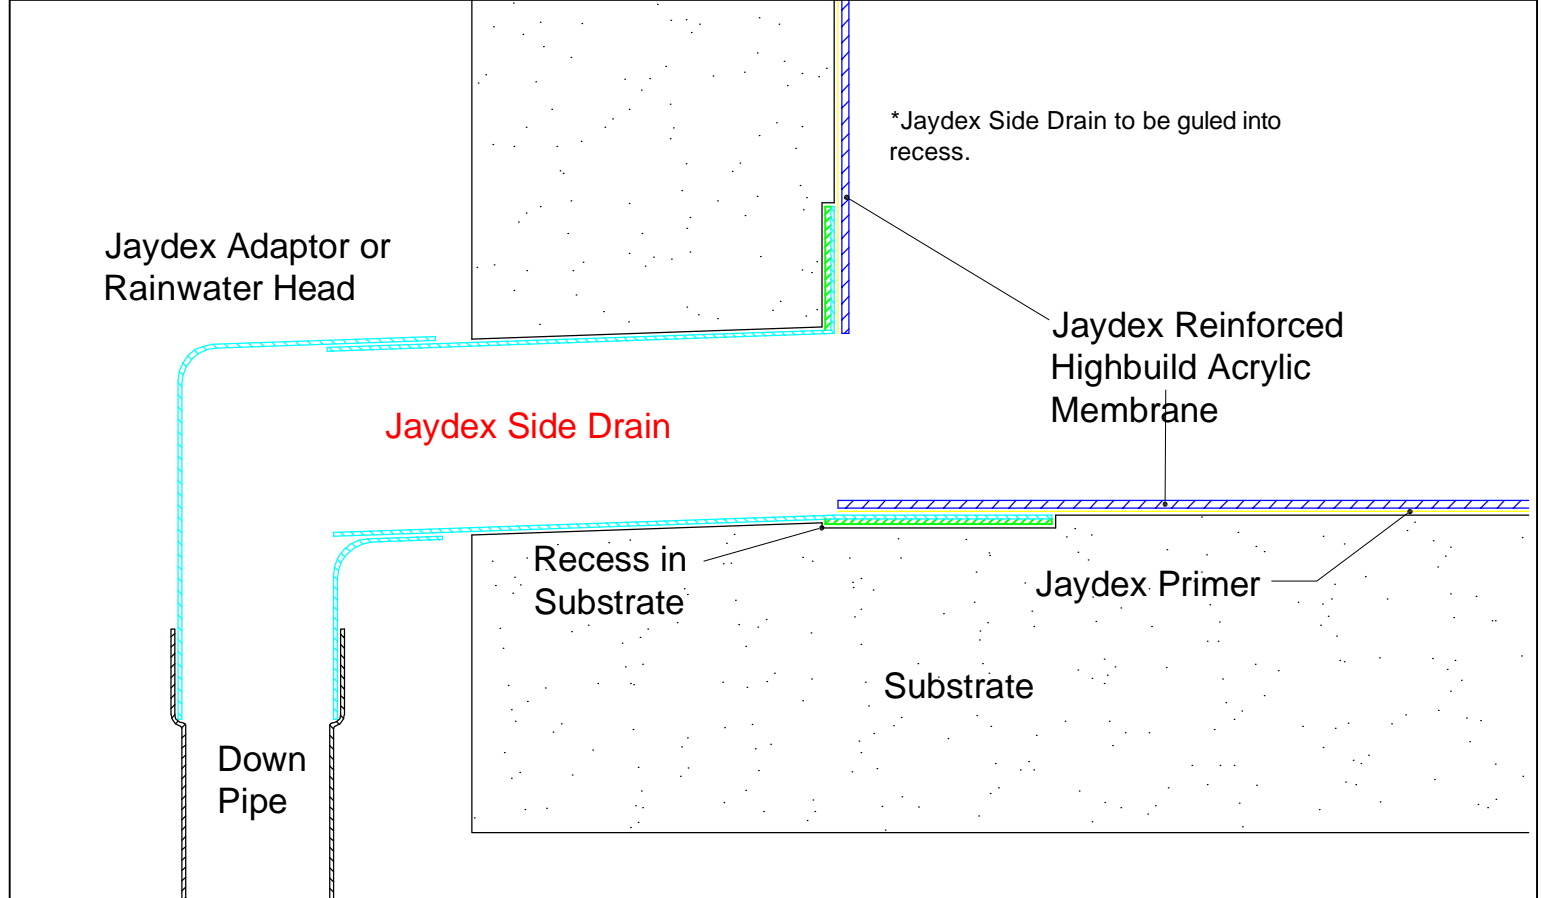 *Jaydex Side Drain to be guled into
recess.
Jaydex Adaptor or
Rainwater Head
Jaydex Reinforced
Highbuild Acrylic
Membrane
Jaydex Side Drain
Recess in
Substrate
Jaydex Primer
Substrate
Down
Pipe